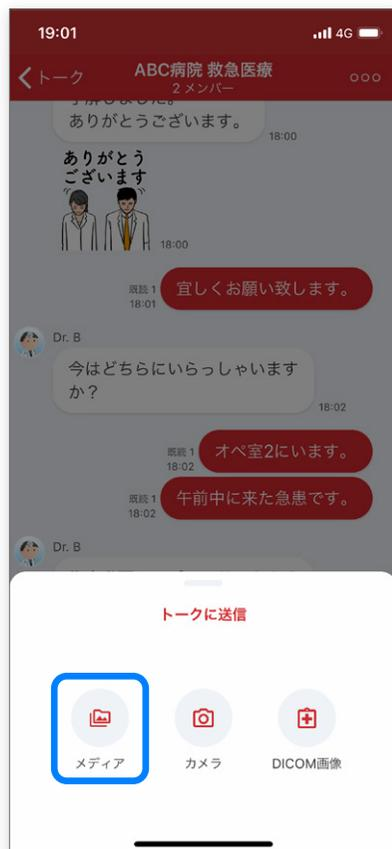 19:01
4G
トーク
ABC病院 救急医療
2 メンバー
ありがとうございます。
18:00
ありがとう
ございます
18:00
既読 1
18:01
宜しくお願い致します。
Dr. B
今はどちらにいらっしゃいます
か？
18:02
既読 1
18:02
オペ室2にいます。
既読 1
18:02
午前中に来た急患です。
Dr. B
トークに送信
メディア
カメラ
DICOM画像